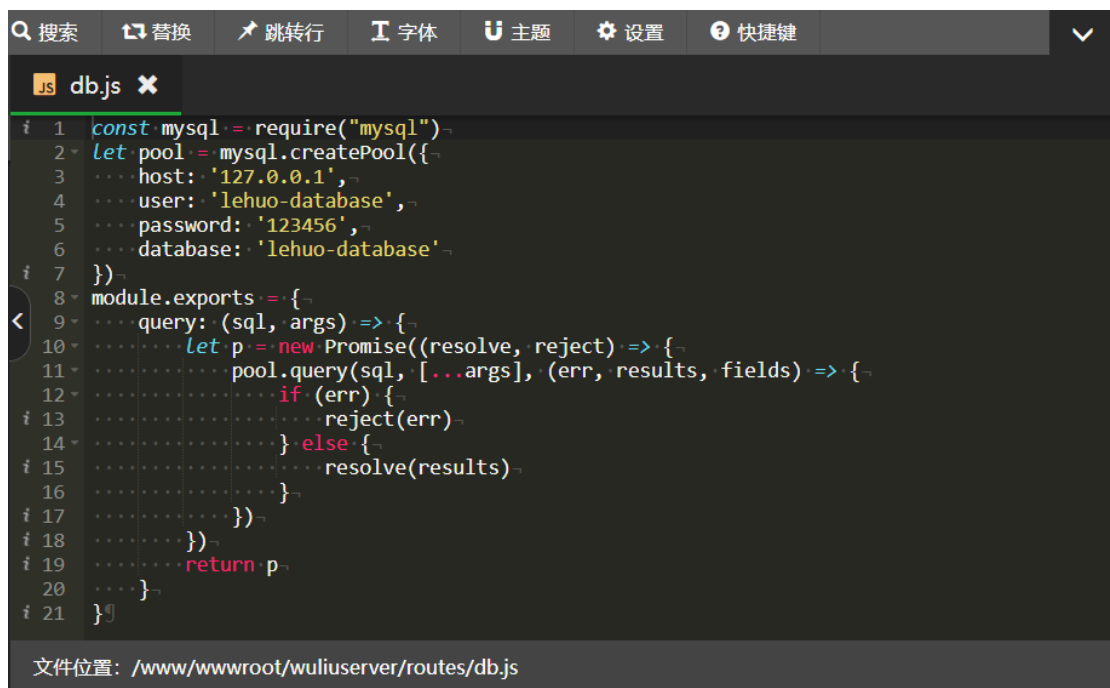 搜索 替换 跳转行 字体 主题 设置 快捷键
JS db.js
1 const mysql = require("mysql")
2 let pool = mysql.createPool({
3     host: '127.0.0.1',
4     user: 'lehuo-database',
5     password: '123456',
6     database: 'lehuo-database'
7 })
8 module.exports = {
9     query: (sql, args) => {
10         let p = new Promise((resolve, reject) => {
11             pool.query(sql, [...args], (err, results, fields) => {
12                 if (err) {
13                     reject(err)
14                 } else {
15                     resolve(results)
16                 }
17             })
18         })
19         return p
20     }
21 }
文件位置：/www/wwwroot/wuliuserver/routes/db.js